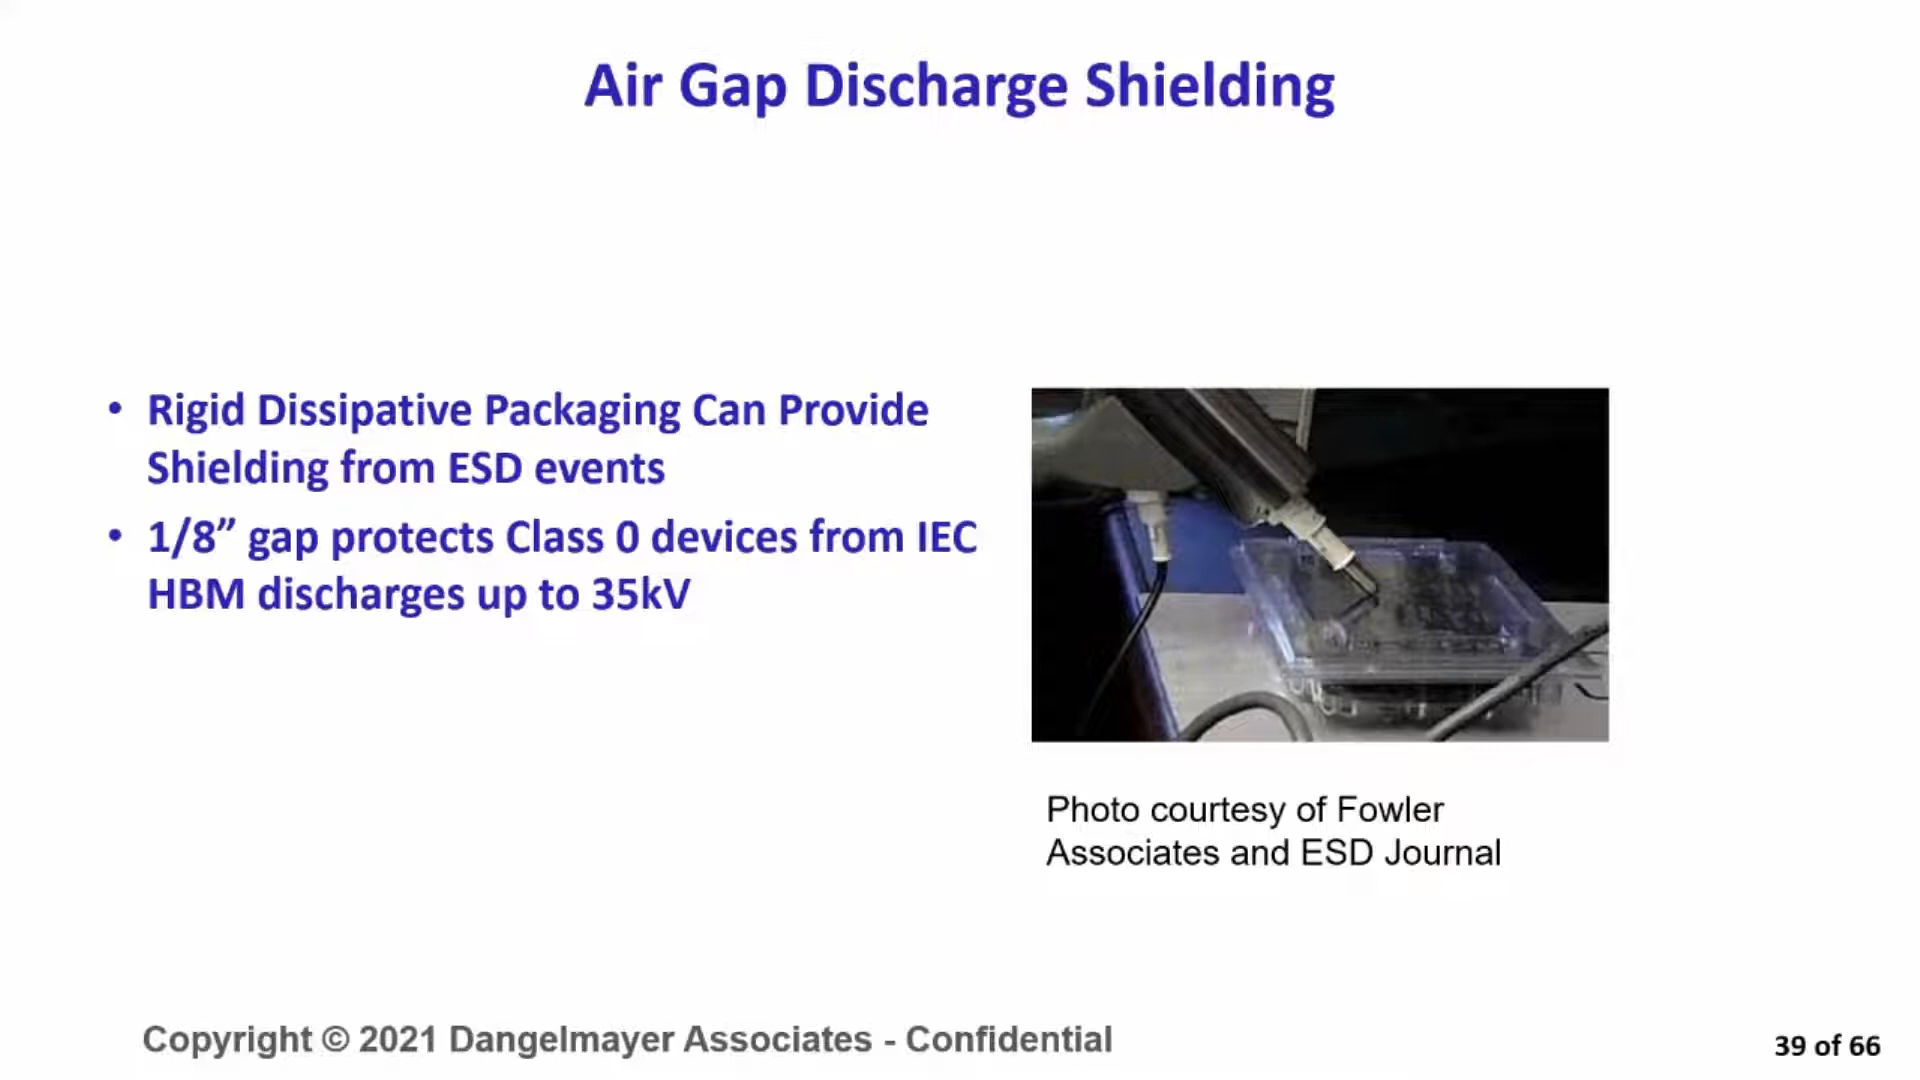 Air Gap Discharge Shielding
• Rigid Dissipative Packaging Can Provide
Shielding from ESD events
• 1/8” gap protects Class 0 devices from IEC
HBM discharges up to 35kV
Photo courtesy of Fowler
Associates and ESD Journal
Copyright © 2021 Dangelmayer Associates - Confidential
39 of 66